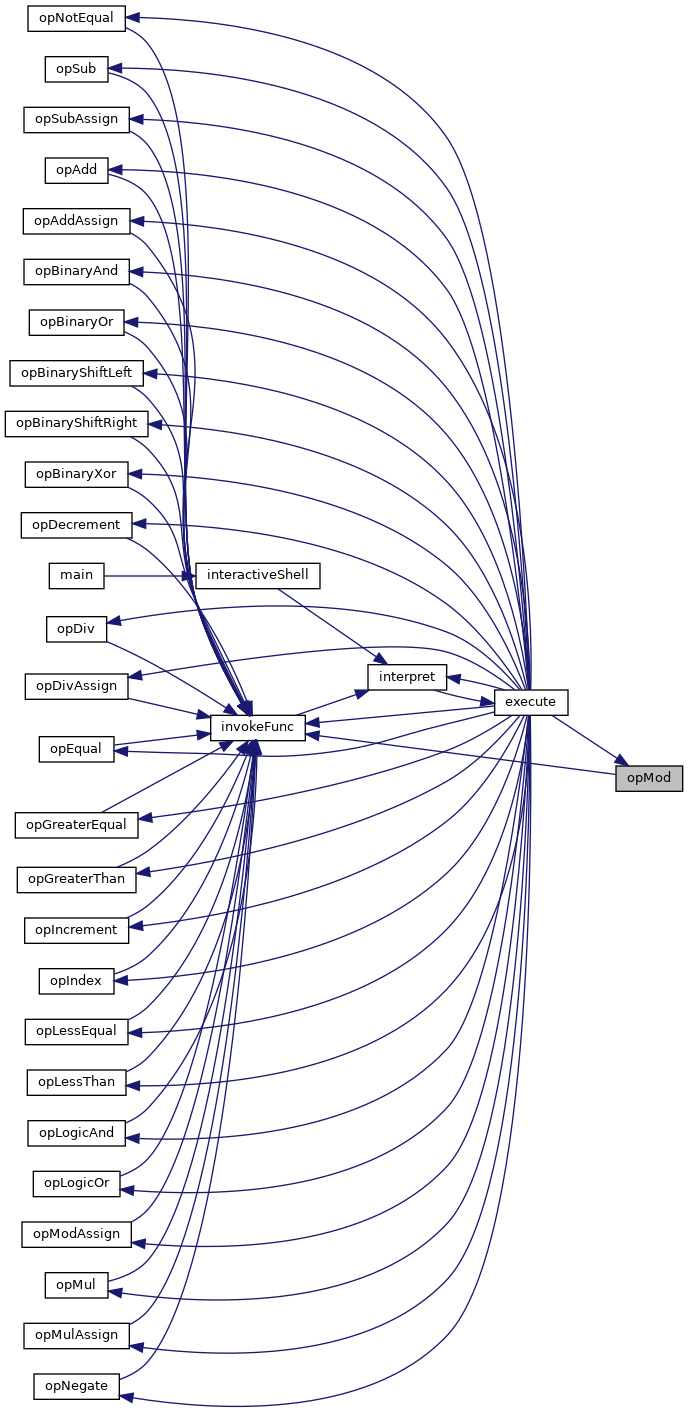 opNotEqual
opSub
opSubAssign
opAdd
opAddAssign
opBinaryAnd
opBinaryOr
opBinaryShiftLeft
opBinaryShiftRight
opBinaryXor
opDecrement
main
interactiveShell
opDiv
interpret
opDivAssign
execute
invokeFunc
opEqual
opMod
opGreaterEqual
opGreaterThan
opIncrement
opIndex
opLessEqual
opLessThan
opLogicAnd
opLogicOr
opModAssign
opMul
opMulAssign
opNegate